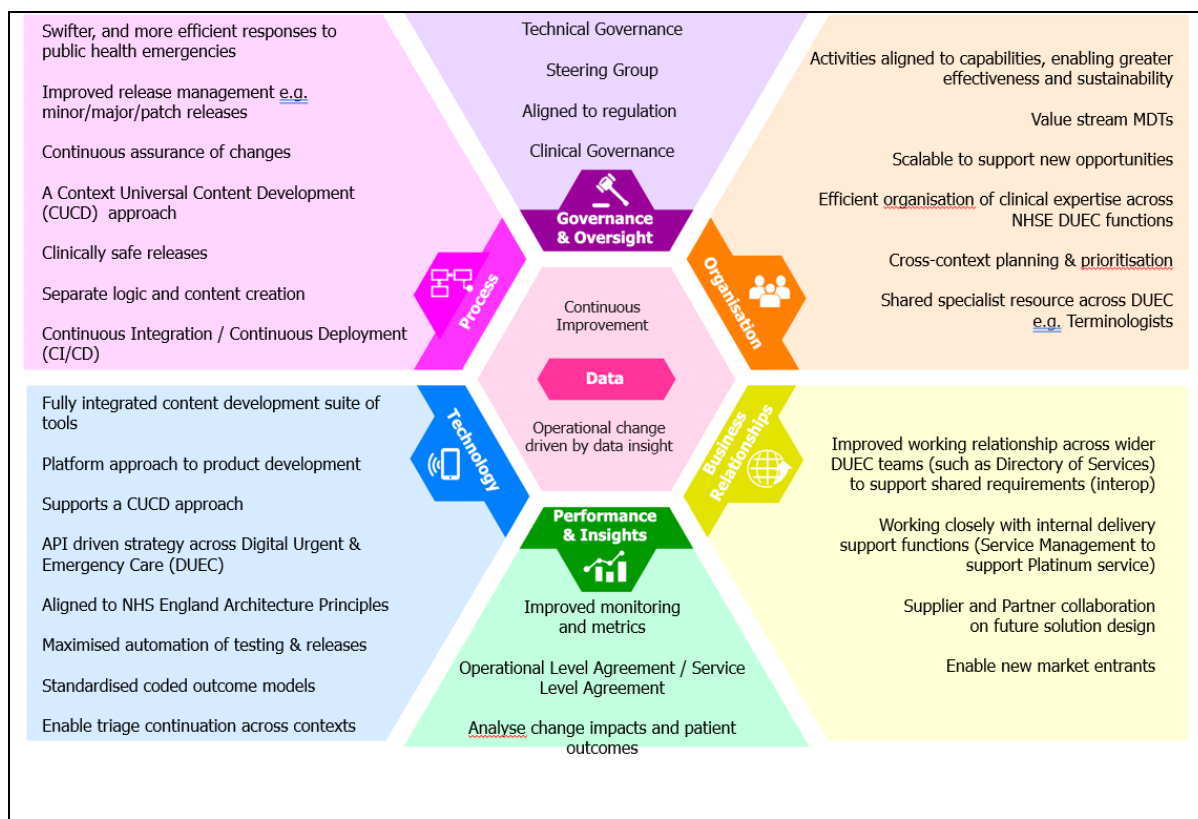 Swifter, and more efficient responses to
public health emergencies
Improved release management e.g.
minor/major/patch releases
Continuous assurance of changes
A Context Universal Content Development
(CUCD) approach
Clinically safe releases
Separate logic and content creation
Continuous Integration / Continuous Deployment
(CI/CD)
Process
Technical Governance
Steering Group
Aligned to regulation
Clinical Governance
Governance
& Oversight
Activities aligned to capabilities, enabling greater
effectiveness and sustainability
Value stream MDTs
Scalable to support new opportunities
Efficient organisation of clinical expertise across
NHSE DUEC functions
Cross-context planning & prioritisation
Shared specialist resource across DUEC
e.g. Terminologists
Organisation
Continuous
Improvement
Data
Operational change
driven by data insight
Fully integrated content development suite of
tools
Platform approach to product development
Supports a CUCD approach
API driven strategy across Digital Urgent &
Emergency Care (DUEC)
Aligned to NHS England Architecture Principles
Maximised automation of testing & releases
Standardised coded outcome models
Enable triage continuation across contexts
Technology
Performance
& Insights
Improved monitoring
and metrics
Operational Level Agreement / Service
Level Agreement
Analyse change impacts and patient
outcomes
Business
Relationships
Improved working relationship across wider
DUEC teams (such as Directory of Services)
to support shared requirements (interop)
Working closely with internal delivery
support functions (Service Management to
support Platinum service)
Supplier and Partner collaboration
on future solution design
Enable new market entrants